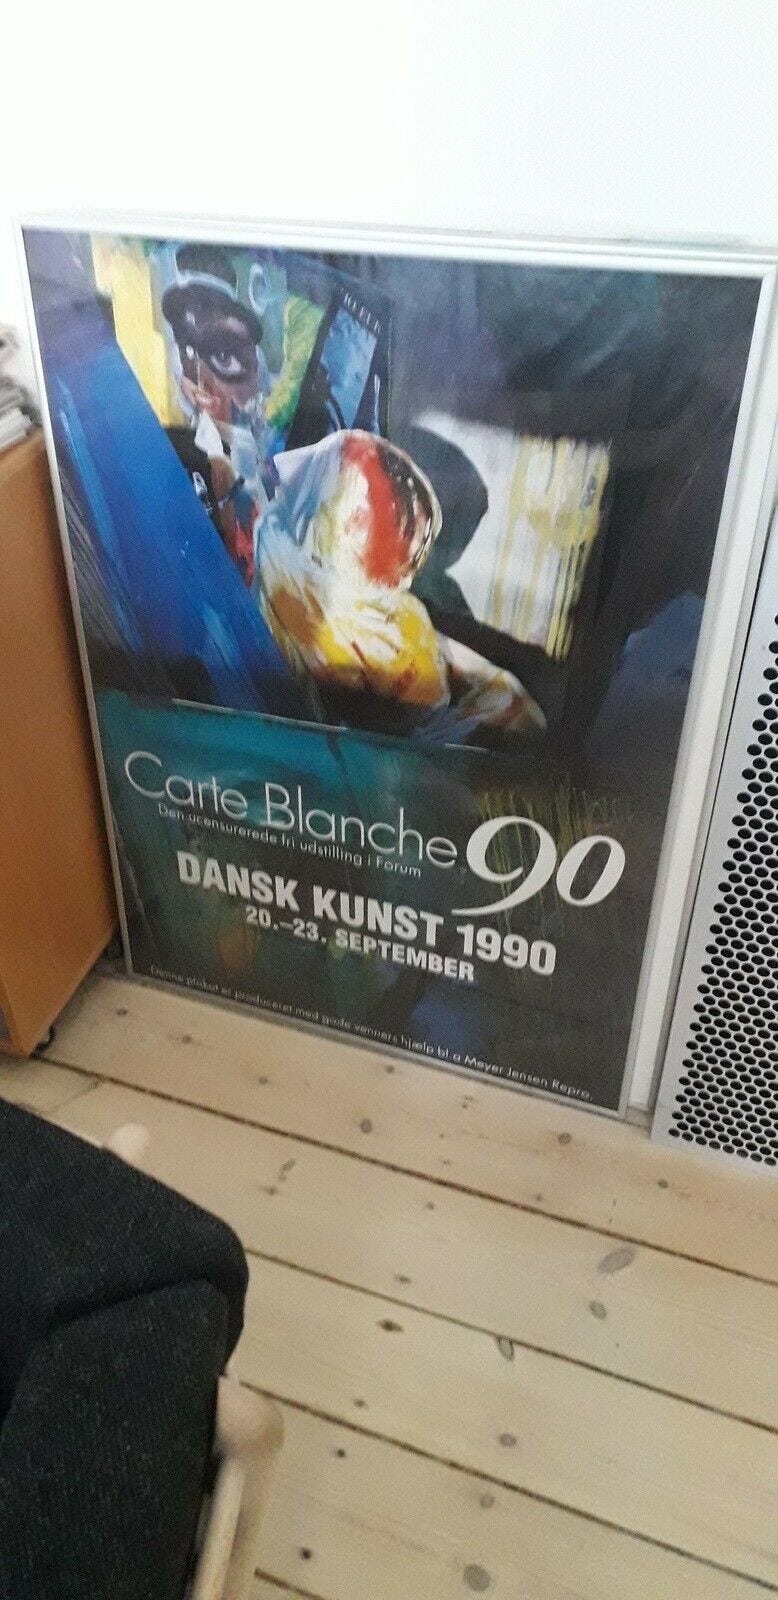 Carte Blanche 90
Den ucensurerede fri udstilling i Forum
DANSK KUNST 1990
20.-23. SEPTEMBER
Denne plakat er produceret med gode venners hjælp bl a Meyer Jensen Repro.